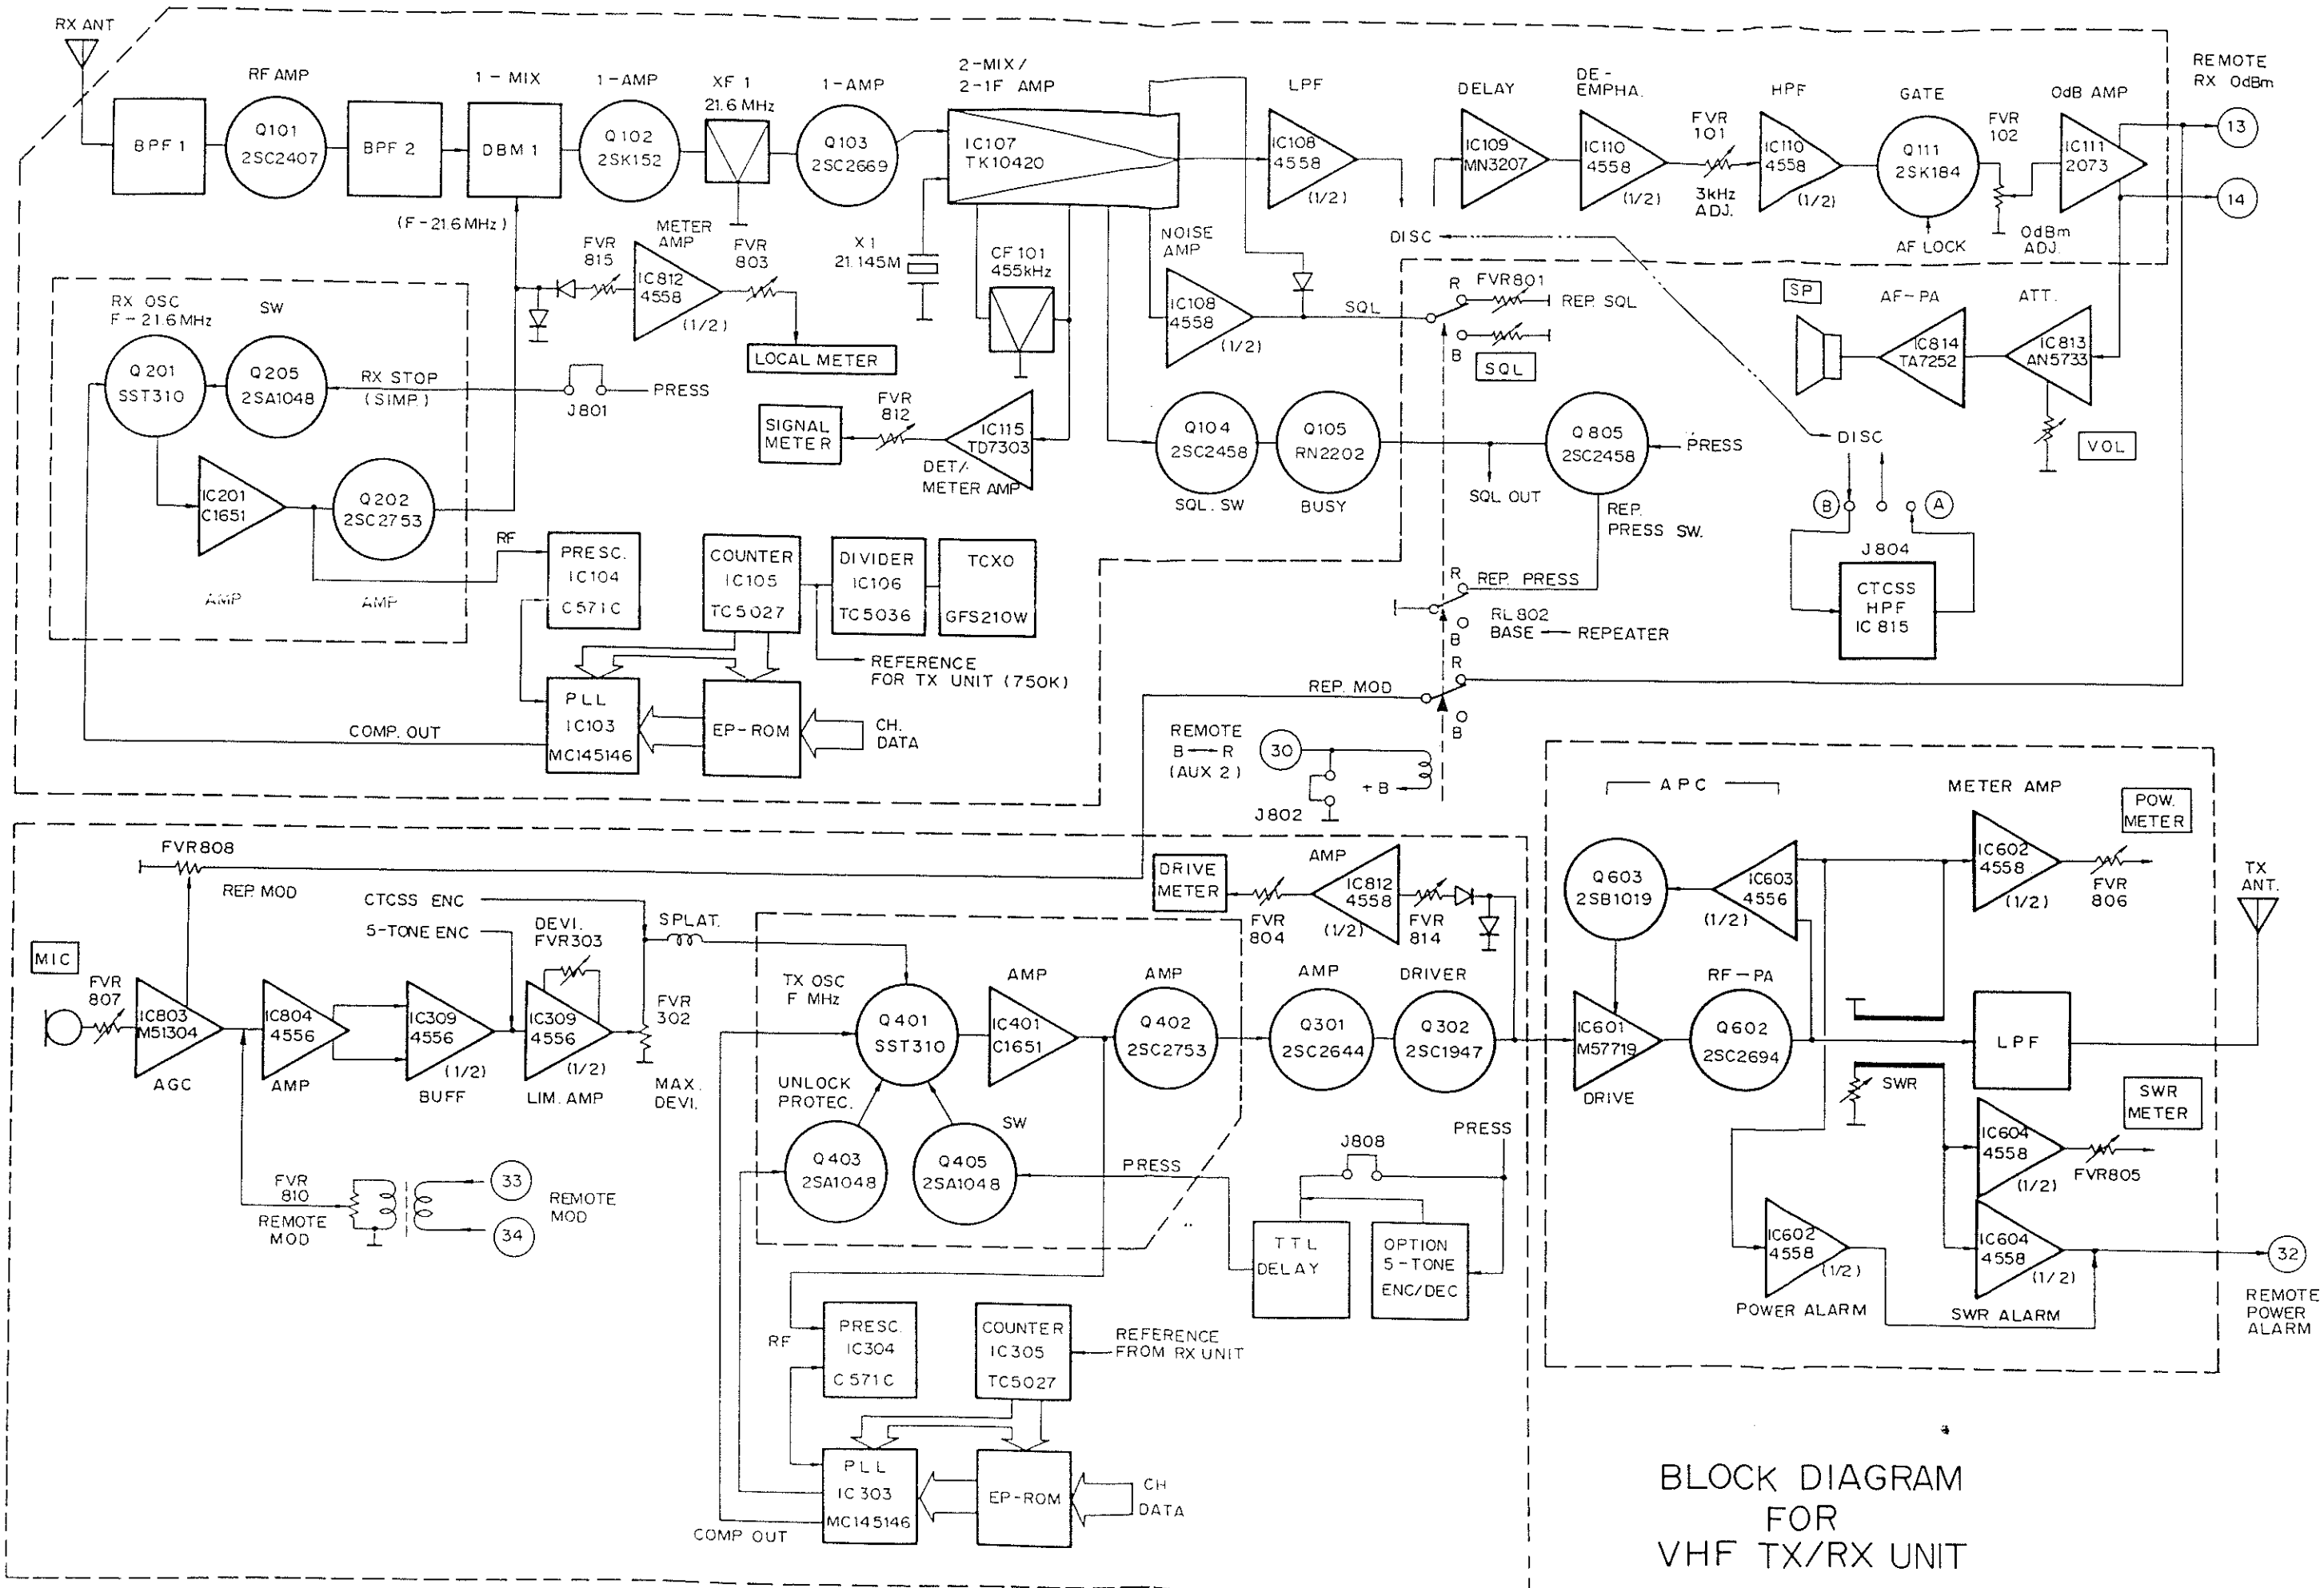 RX ANT
BPF 1
RF AMP
Q101
2SC2407
BPF 2
1 - MIX
DBM 1
(F-21.6MHz)
1-AMP
Q102
2SK152
XF 1
21.6 MHz
1-AMP
Q103
2SC2669
2-MIX/
2-1F AMP
IC107
TK10420
LPF
IC108
4558
(1/2)
DELAY
IC109
MN3207
DE-
EMPHA.
IC110
4558
(1/2)
FVR
101
3kHz
ADJ.
HPF
IC110
4558
(1/2)
GATE
Q111
2SK184
AF LOCK
FVR
102
0dBm
ADJ.
0dB AMP
IC111
2073
REMOTE
RX 0dBm
13
14
RX OSC
F-21.6MHz
SW
Q201
SST310
Q205
2SA1048
RX STOP
(SIMP.)
J801
PRESS
IC201
C1651
AMP
Q202
2SC2753
AMP
FVR
815
METER
AMP
IC812
4558
(1/2)
FVR
803
LOCAL METER
X1
21.145M
CF101
455kHz
SIGNAL
METER
FVR
812
IC115
TD7303
DET/-
METER AMP
NOISE
AMP
IC108
4558
(1/2)
SQL
R
B
FVR801
REP. SQL
SQL
DISC
Q104
2SC2458
SQL. SW
Q105
RN2202
BUSY
SQL OUT
Q805
2SC2458
PRESS
REP.
PRESS SW.
SP
AF-PA
IC814
TA7252
ATT.
IC813
AN5733
VOL
DISC
B
A
J804
CTCSS
HPF
IC 815
RF
PRESC.
IC104
C571C
COUNTER
IC105
TC5027
DIVIDER
IC106
TC5036
TCXO
GFS210W
REFERENCE
FOR TX UNIT (750K)
PLL
IC103
MC145146
EP-ROM
CH.
DATA
COMP. OUT
R
REP. PRESS
B
RL802
BASE — REPEATER
R
REP. MOD
B
REMOTE
B — R
(AUX 2)
30
+B
J802
FVR808
REP. MOD
MIC
FVR
807
IC803
M51304
AGC
IC804
4556
AMP
CTCSS ENC
5-TONE ENC
IC309
4556
(1/2)
BUFF
DEVI.
FVR303
IC309
4556
(1/2)
LIM. AMP
SPLAT.
FVR
302
MAX.
DEVI.
FVR
810
REMOTE
MOD
33
34
REMOTE
MOD
TX OSC
F MHz
Q401
SST310
UNLOCK
PROTEC.
Q403
2SA1048
SW
Q405
2SA1048
AMP
IC401
C1651
AMP
Q402
2SC2753
AMP
Q301
2SC2644
DRIVER
Q302
2SC1947
DRIVE
METER
FVR
804
AMP
IC812
4558
(1/2)
FVR
814
PRESS
J808
PRESS
TTL
DELAY
OPTION
5-TONE
ENC/DEC
RF
PRESC.
IC304
C571C
COUNTER
IC305
TC5027
REFERENCE
FROM RX UNIT
PLL
IC303
MC145146
EP-ROM
CH
DATA
COMP OUT
APC
Q603
2SB1019
IC603
4556
(1/2)
METER AMP
IC602
4558
(1/2)
POW.
METER
FVR
806
IC601
M57719
DRIVE
RF-PA
Q602
2SC2694
LPF
TX
ANT.
SWR
IC604
4558
(1/2)
SWR
METER
FVR805
IC602
4558
(1/2)
POWER ALARM
IC604
4558
(1/2)
SWR ALARM
32
REMOTE
POWER
ALARM
BLOCK DIAGRAM
FOR
VHF TX/RX UNIT